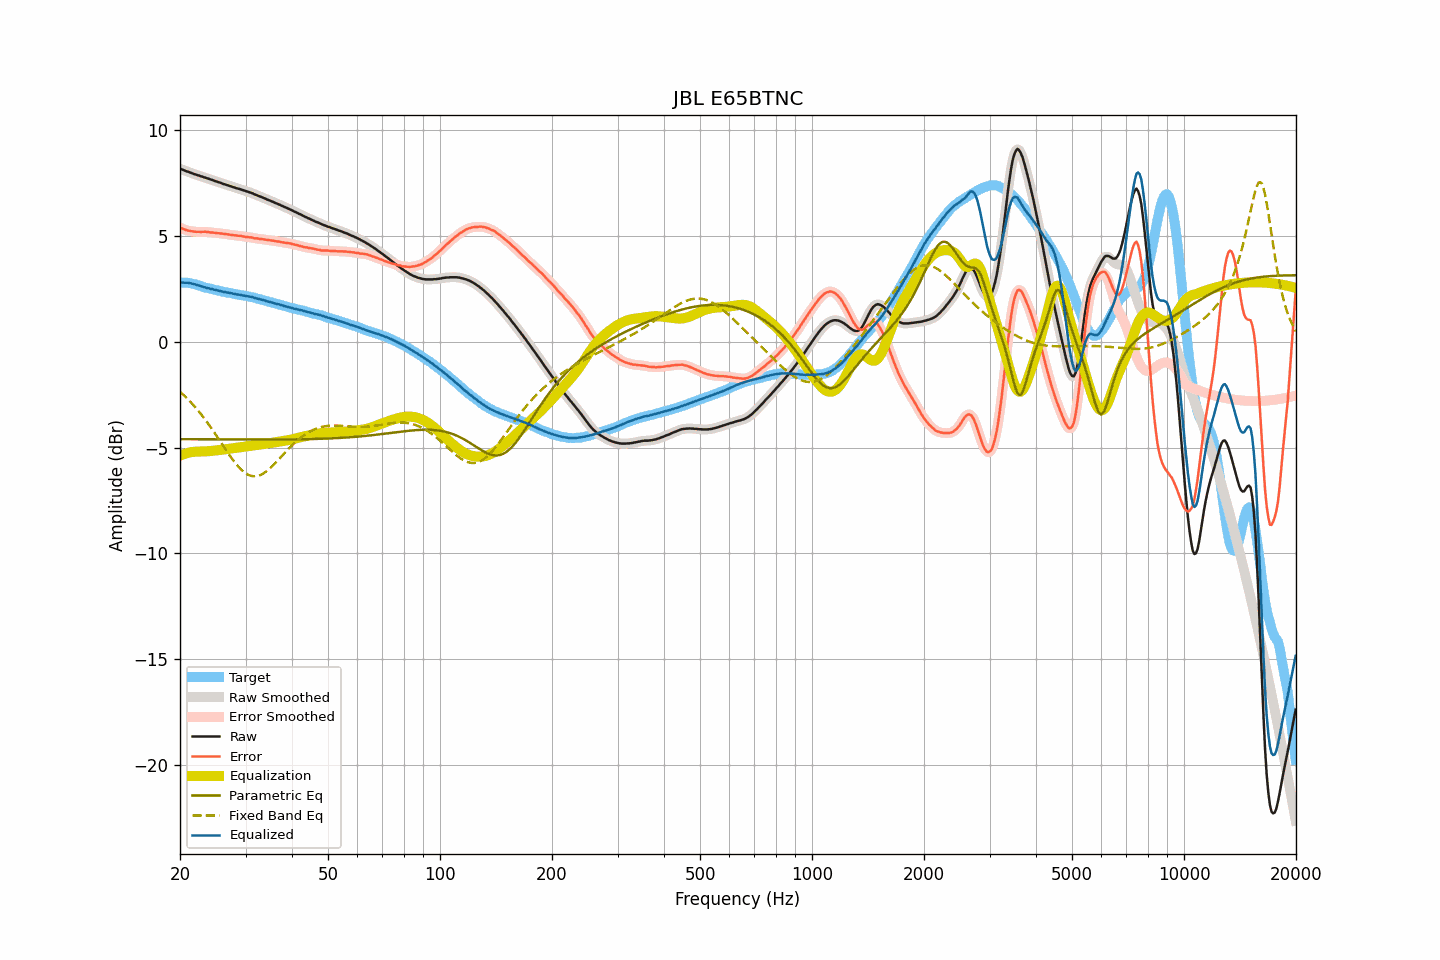 JBL E65BTNC
10
5
0
−5
−10
−15
−20
Amplitude (dBr)
Target
Raw Smoothed
Error Smoothed
Raw
Error
Equalization
Parametric Eq
Fixed Band Eq
Equalized
20 50 100 200 500 1000 2000 5000 10000 20000
Frequency (Hz)